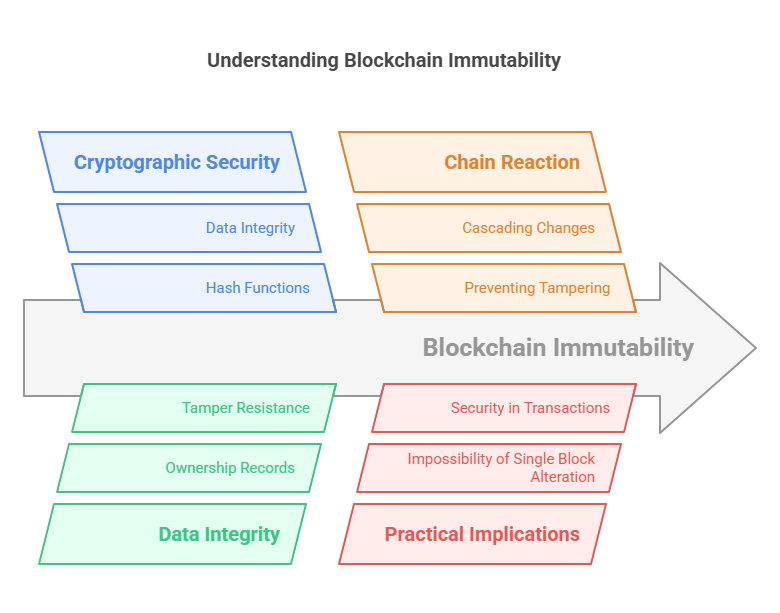 Understanding Blockchain Immutability
Cryptographic Security
Data Integrity
Hash Functions
Chain Reaction
Cascading Changes
Preventing Tampering
Blockchain Immutability
Tamper Resistance
Ownership Records
Data Integrity
Security in Transactions
Impossibility of Single Block
Alteration
Practical Implications